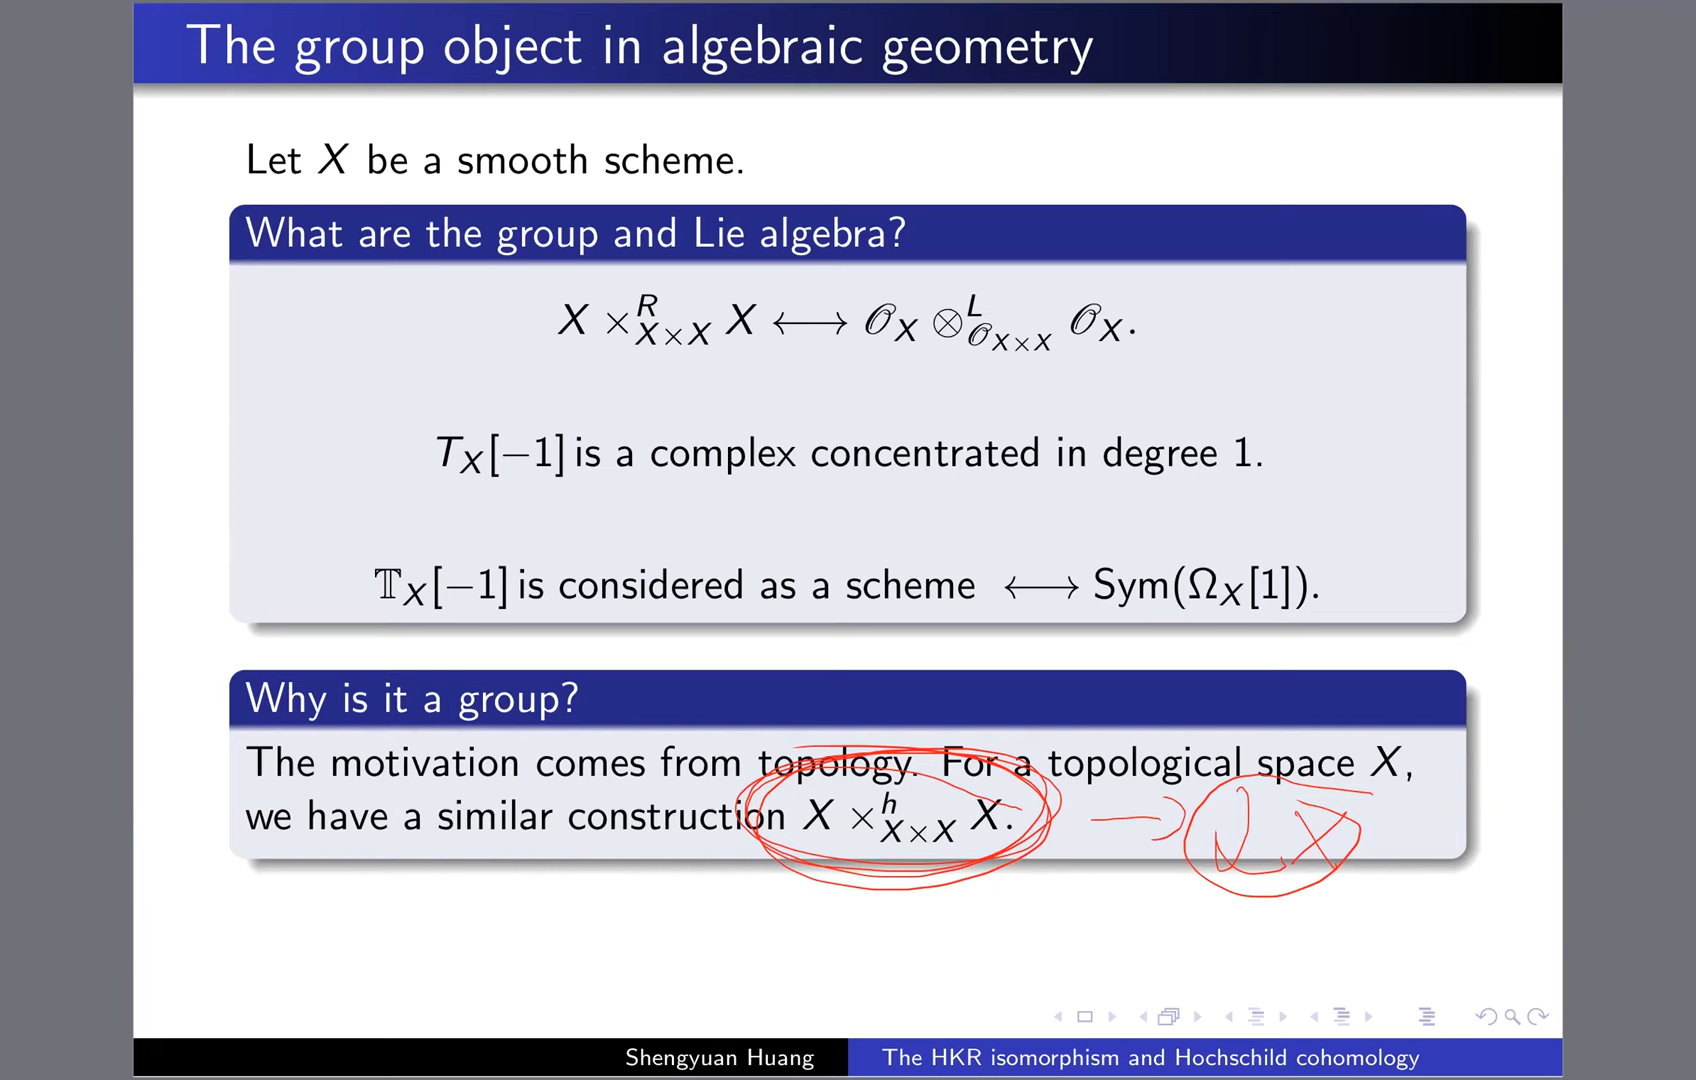 The group object in algebraic geometry
Let X be a smooth scheme.
What are the group and Lie algebra?
X ×ᴿ_{X×X} X ⟷ 𝒪_X ⊗ᴸ_{𝒪_{X×X}} 𝒪_X.
T_X[−1] is a complex concentrated in degree 1.
𝕋_X[−1] is considered as a scheme ⟷ Sym(Ω_X[1]).
Why is it a group?
The motivation comes from topology. For a topological space X,
we have a similar construction X ×ʰ_{X×X} X.
Shengyuan Huang
The HKR isomorphism and Hochschild cohomology